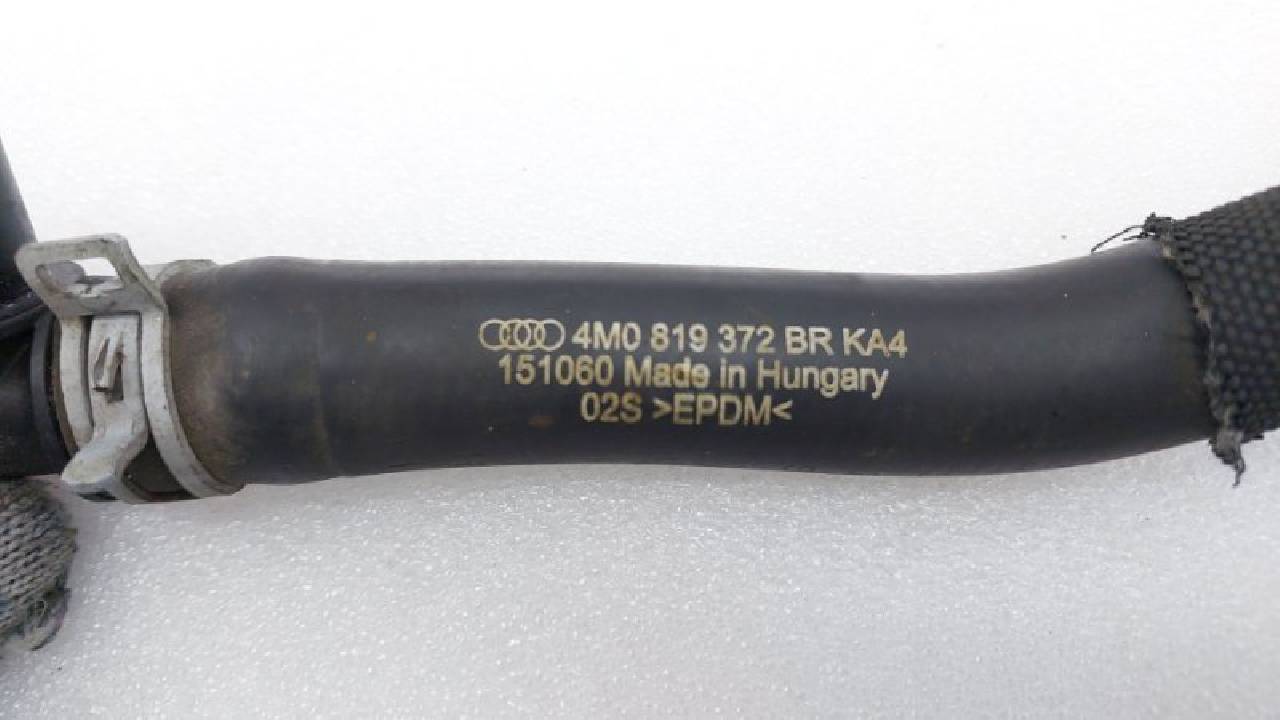 4M0 819 372 BR KA4
151060 Made in Hungary
02S >EPDM<